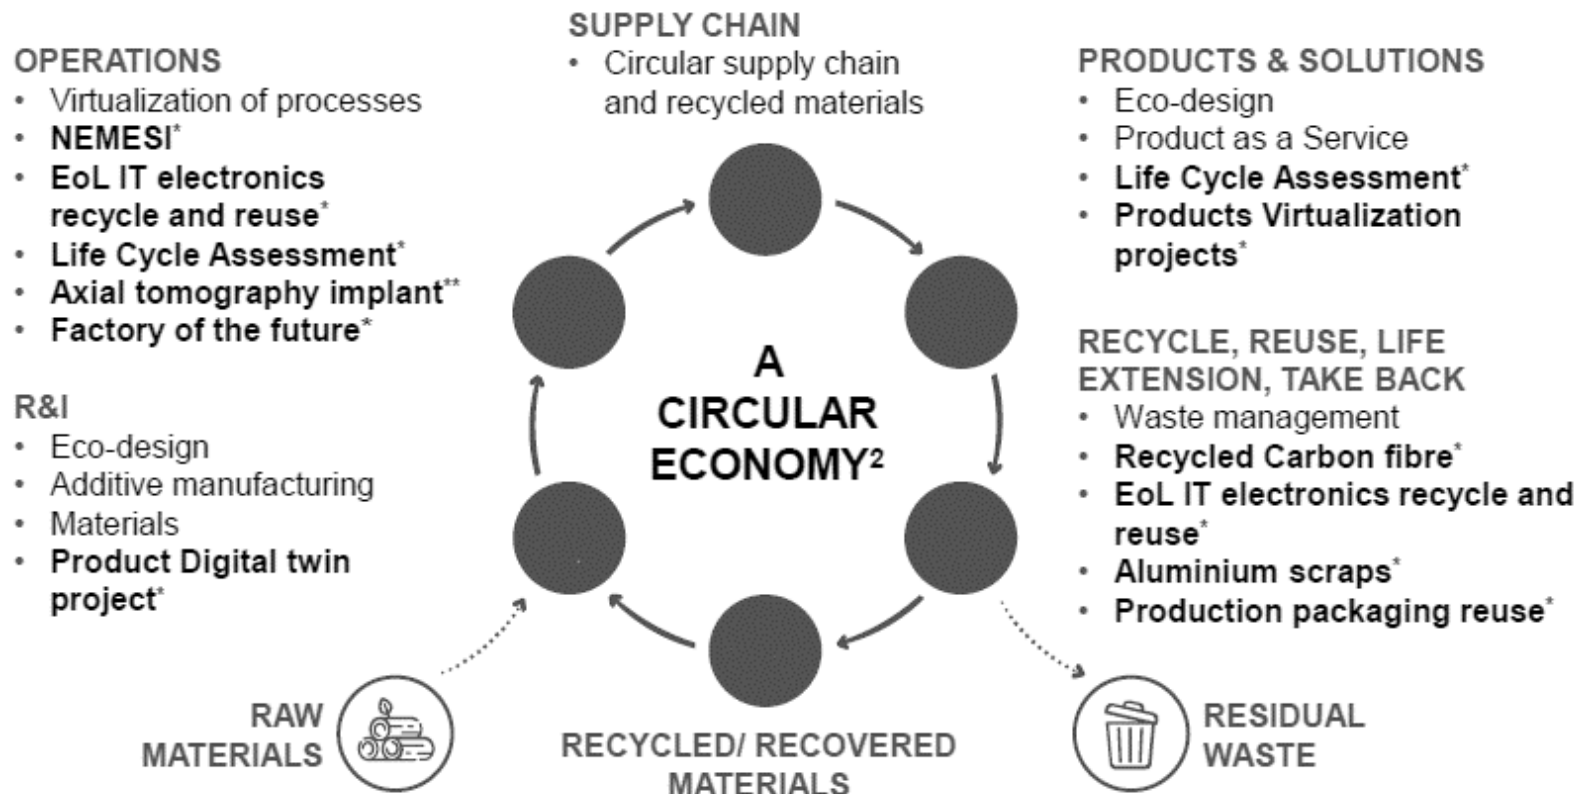 SUPPLY CHAIN
• Circular supply chain
and recycled materials
OPERATIONS
• Virtualization of processes
• NEMESI*
• EoL IT electronics
recycle and reuse*
• Life Cycle Assessment*
• Axial tomography implant**
• Factory of the future*
R&I
• Eco-design
• Additive manufacturing
• Materials
• Product Digital twin
project*
A
CIRCULAR
ECONOMY²
PRODUCTS & SOLUTIONS
• Eco-design
• Product as a Service
• Life Cycle Assessment*
• Products Virtualization
projects*
RECYCLE, REUSE, LIFE
EXTENSION, TAKE BACK
• Waste management
• Recycled Carbon fibre*
• EoL IT electronics recycle and
reuse*
• Aluminium scraps*
• Production packaging reuse*
RAW
MATERIALS
RECYCLED/ RECOVERED
MATERIALS
RESIDUAL
WASTE